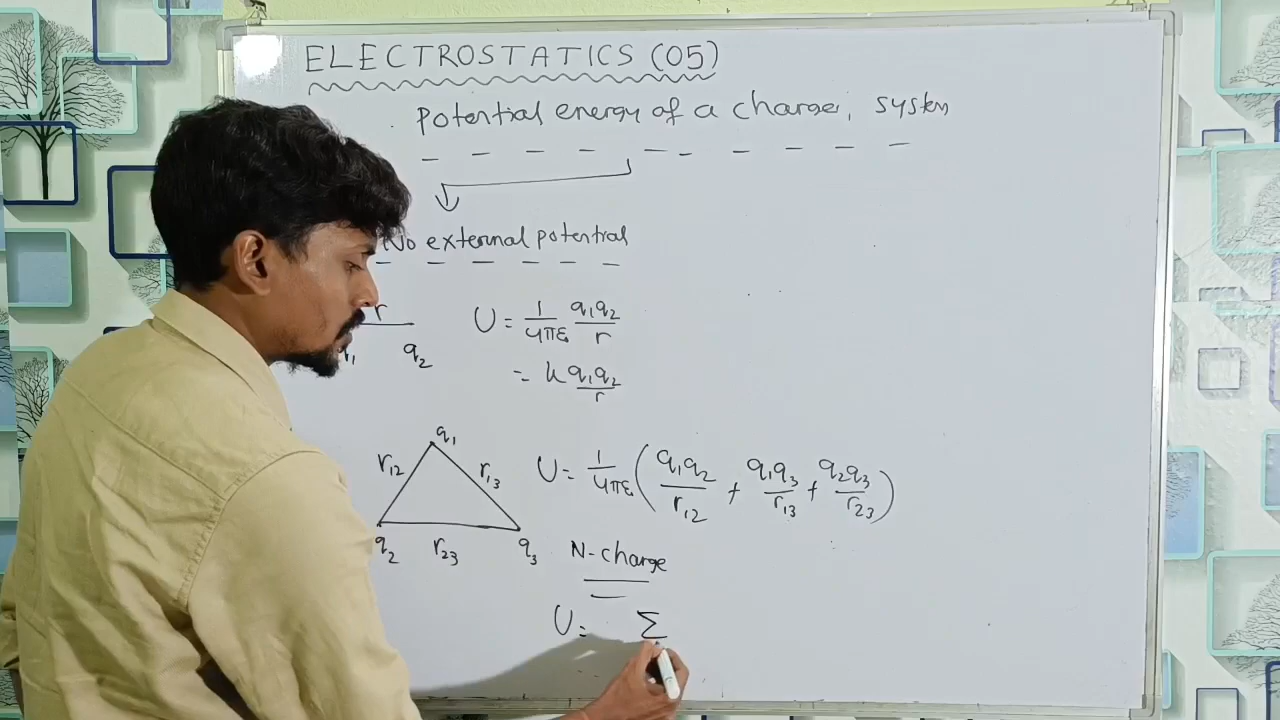 ELECTROSTATICS (05)
Potential energy of a charge, system
No external potential
r
q₁ q₂
U = 1/4πε q₁q₂/r
= k q₁q₂/r
q₁
r₁₂ r₁₃
q₂ r₂₃ q₃
U = 1/4πε (q₁q₂/r₁₂ + q₁q₃/r₁₃ + q₂q₃/r₂₃)
N-charge
U = Σ